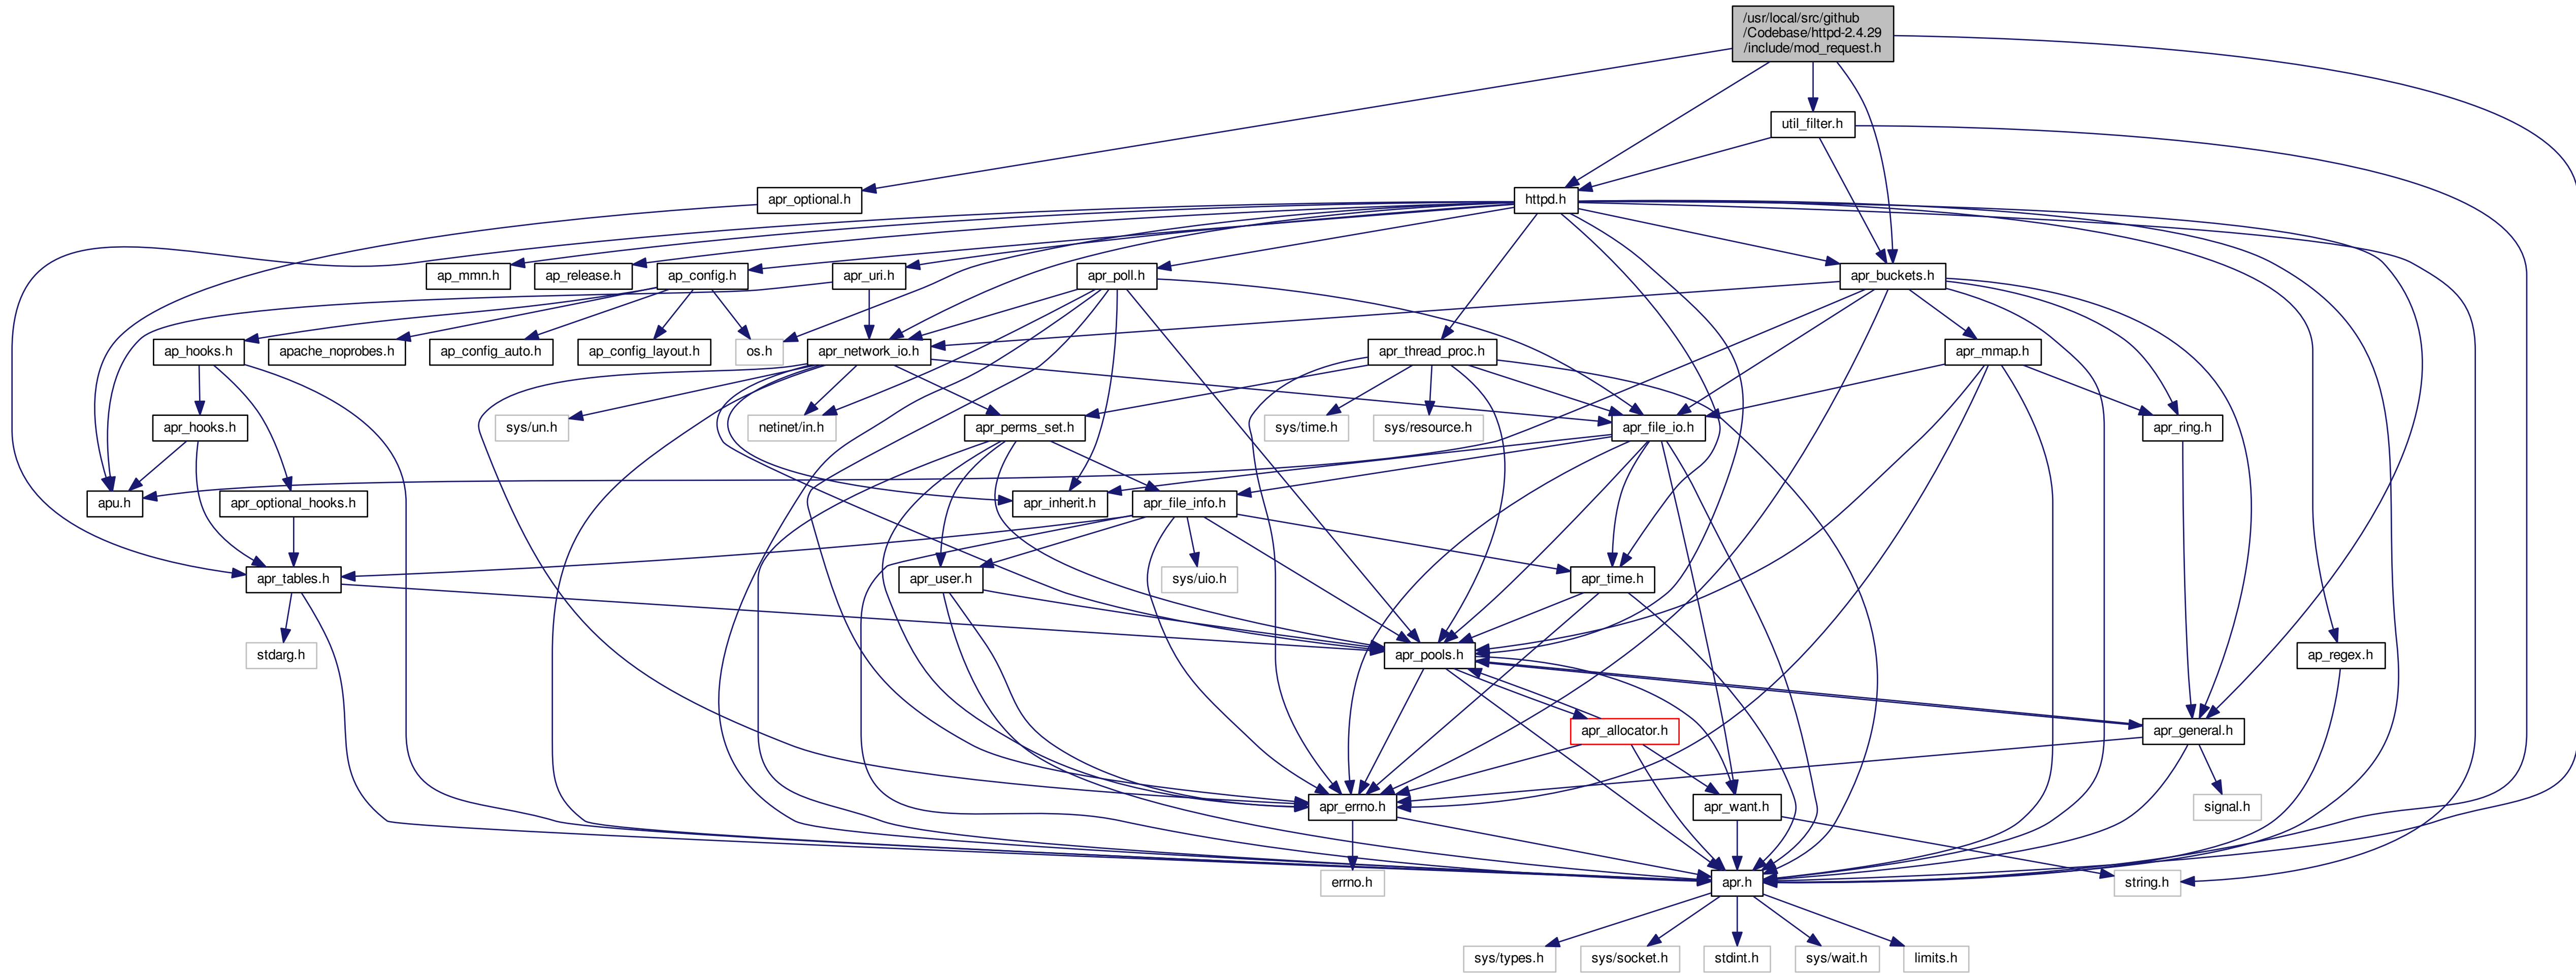 /usr/local/src/github
/Codebase/httpd-2.4.29
/include/mod_request.h
util_filter.h
apr_optional.h
httpd.h
ap_mmn.h
ap_release.h
ap_config.h
apr_uri.h
apr_poll.h
apr_buckets.h
ap_hooks.h
apache_noprobes.h
ap_config_auto.h
ap_config_layout.h
os.h
apr_network_io.h
apr_thread_proc.h
apr_mmap.h
apr_hooks.h
sys/un.h
netinet/in.h
apr_perms_set.h
sys/time.h
sys/resource.h
apr_file_io.h
apr_ring.h
apu.h
apr_optional_hooks.h
apr_inherit.h
apr_file_info.h
apr_tables.h
apr_user.h
sys/uio.h
apr_time.h
stdarg.h
apr_pools.h
ap_regex.h
apr_allocator.h
apr_general.h
apr_errno.h
apr_want.h
signal.h
errno.h
apr.h
string.h
sys/types.h
sys/socket.h
stdint.h
sys/wait.h
limits.h